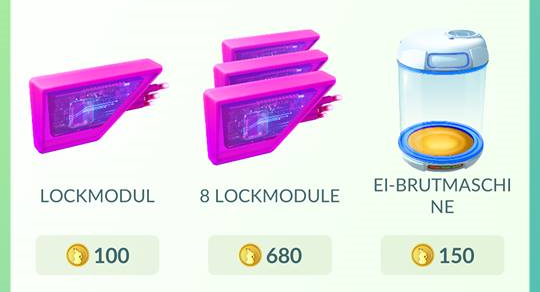 LOCKMODUL
8 LOCKMODULE
EI-BRUTMASCHI
NE
100
680
150